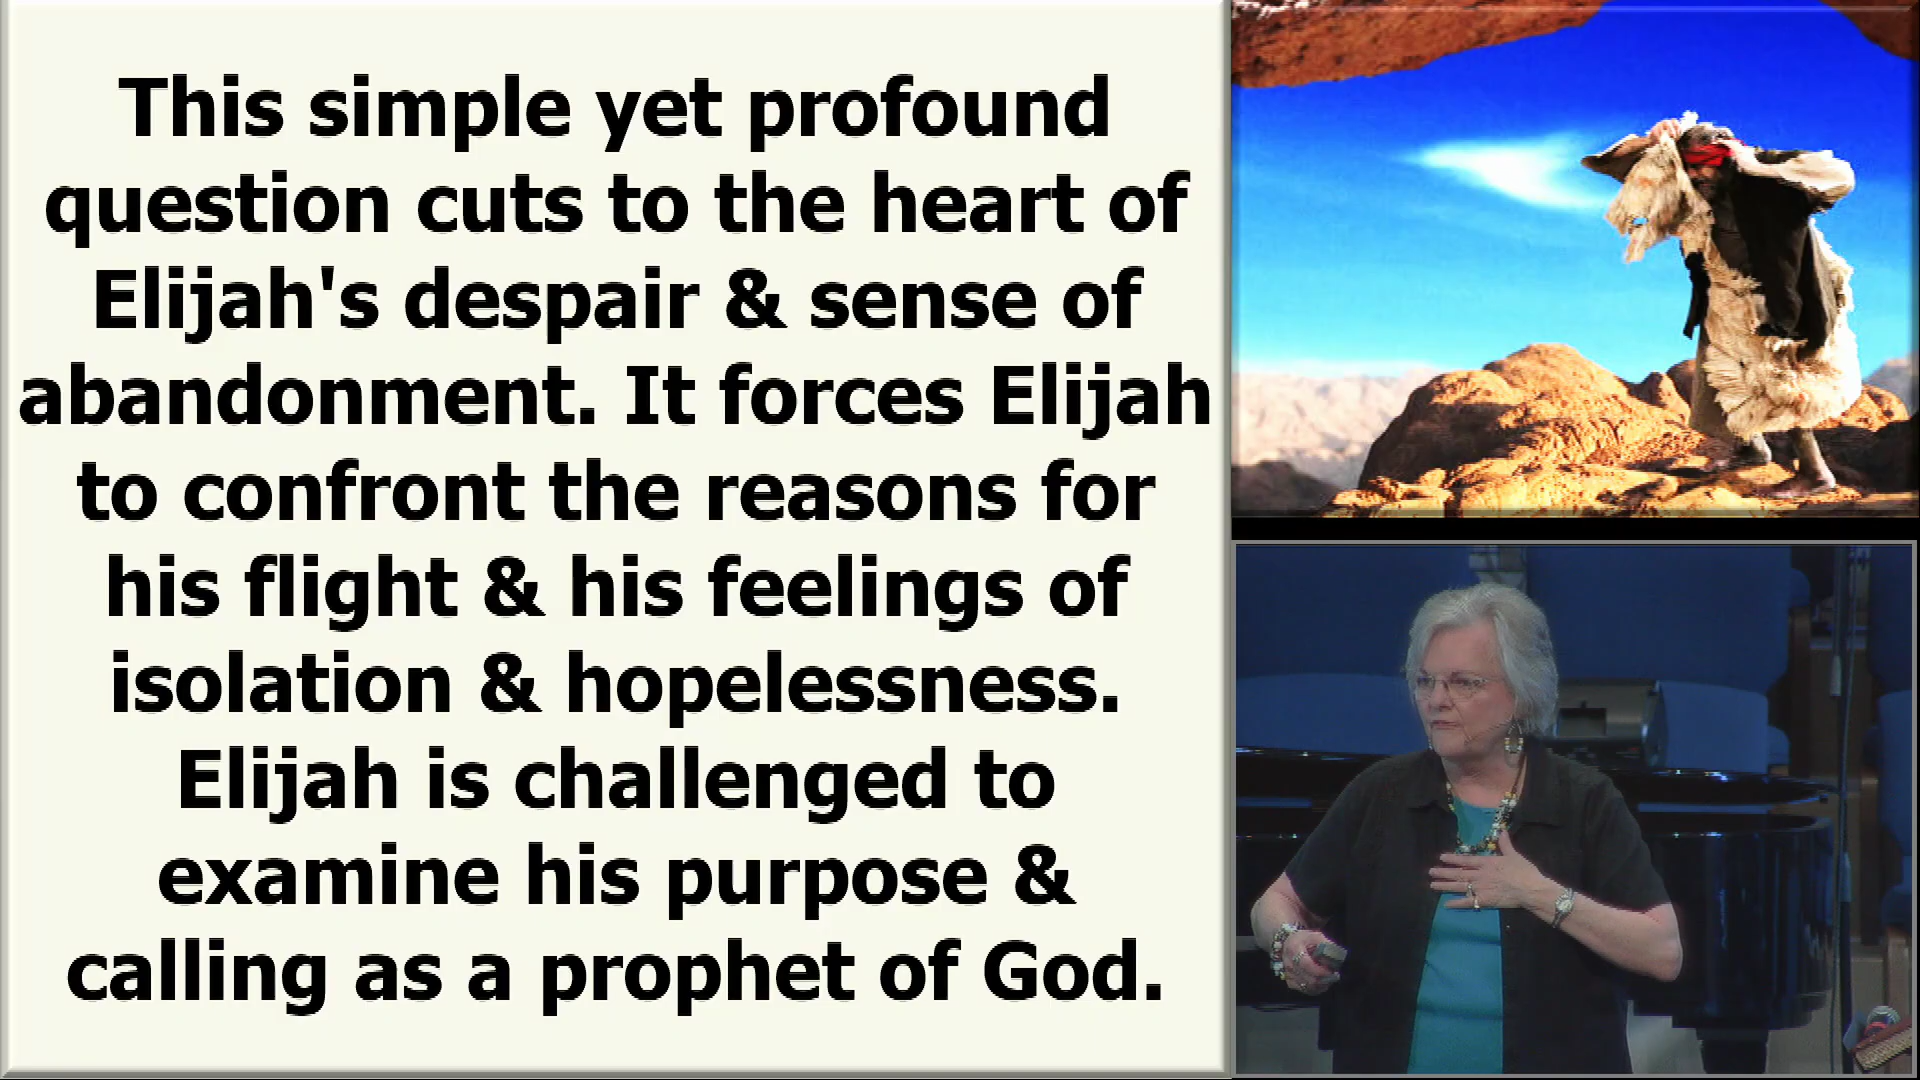 This simple yet profound
question cuts to the heart of
Elijah's despair & sense of
abandonment. It forces Elijah
to confront the reasons for
his flight & his feelings of
isolation & hopelessness.
Elijah is challenged to
examine his purpose &
calling as a prophet of God.